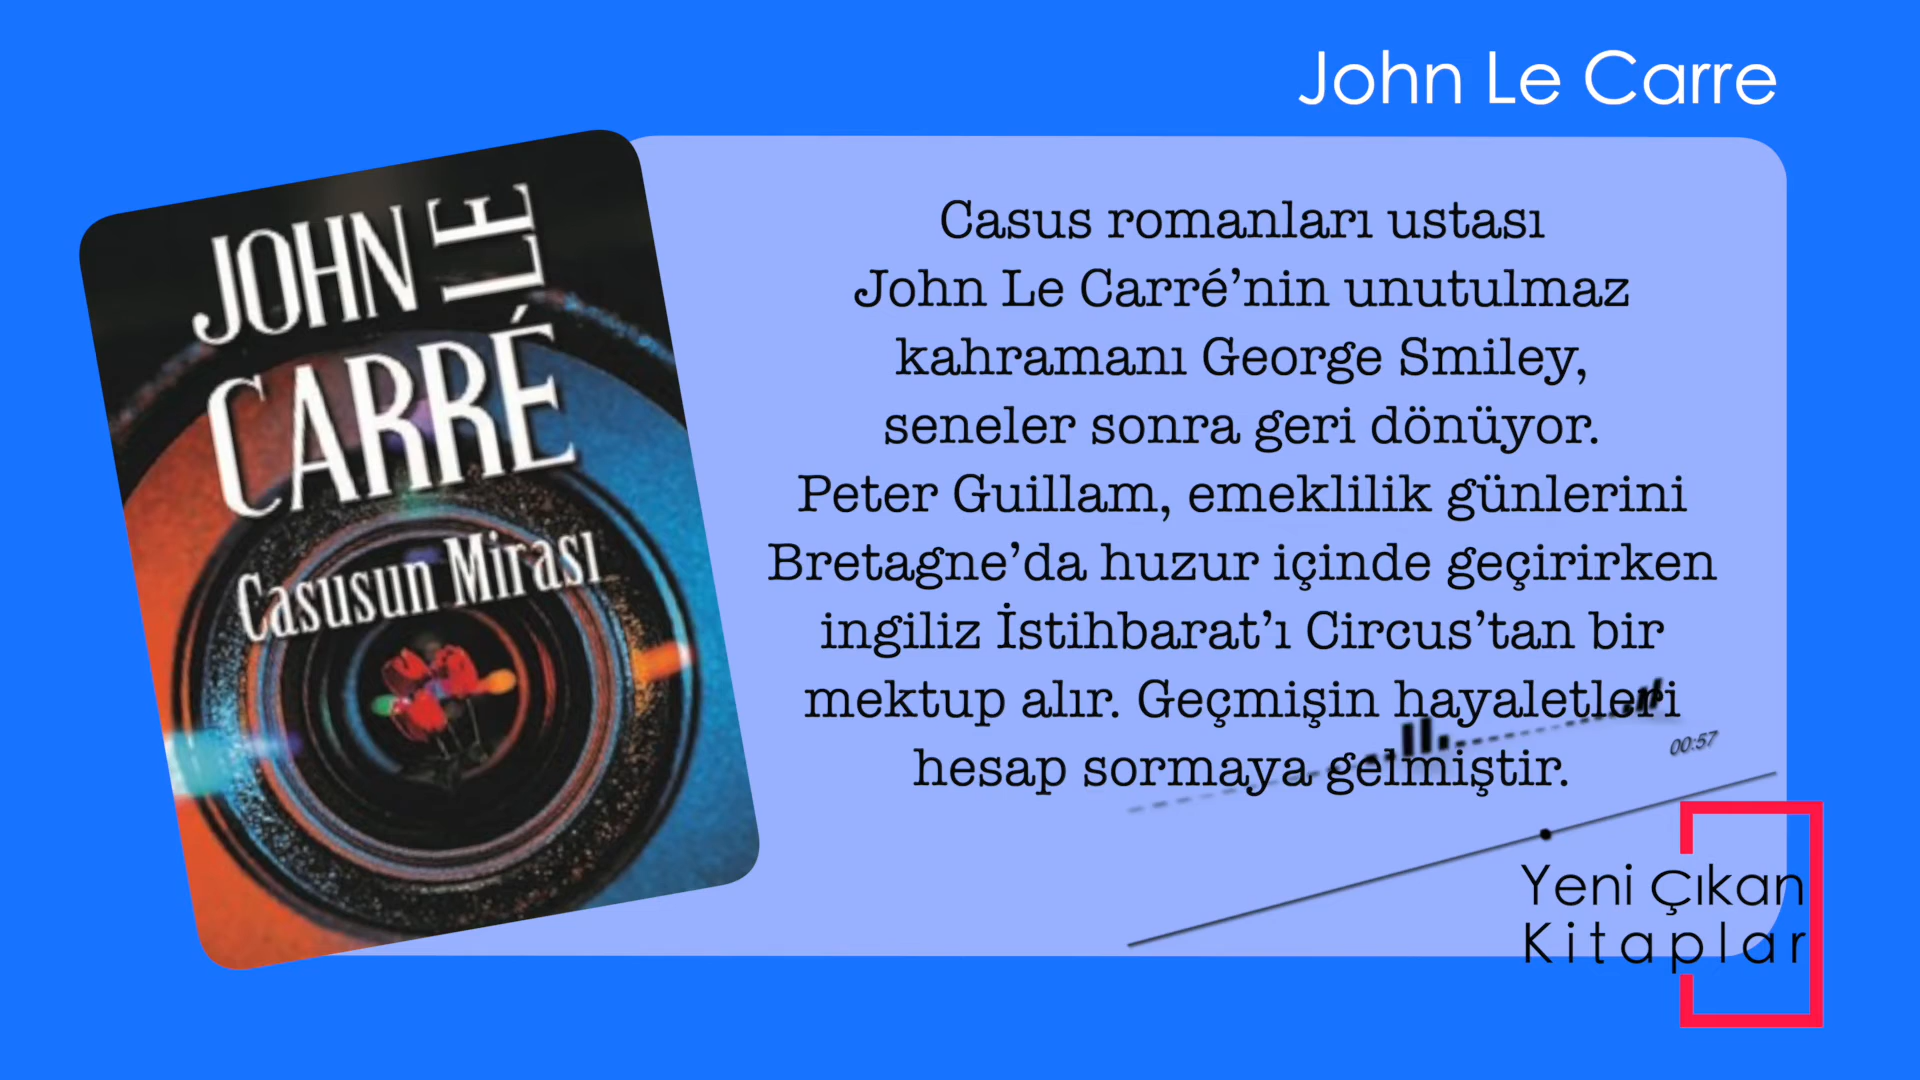 John Le Carre
JOHN LE
CARRÉ
Casusun Mirası
Casus romanları ustası
John Le Carré’nin unutulmaz
kahramanı George Smiley,
seneler sonra geri dönüyor.
Peter Guillam, emeklilik günlerini
Bretagne’da huzur içinde geçirirken
ingiliz İstihbarat’ı Circus’tan bir
mektup alır. Geçmişin hayaletleri
hesap sormaya gelmiştir.
00:57
Yeni Çıkan
Kitaplar